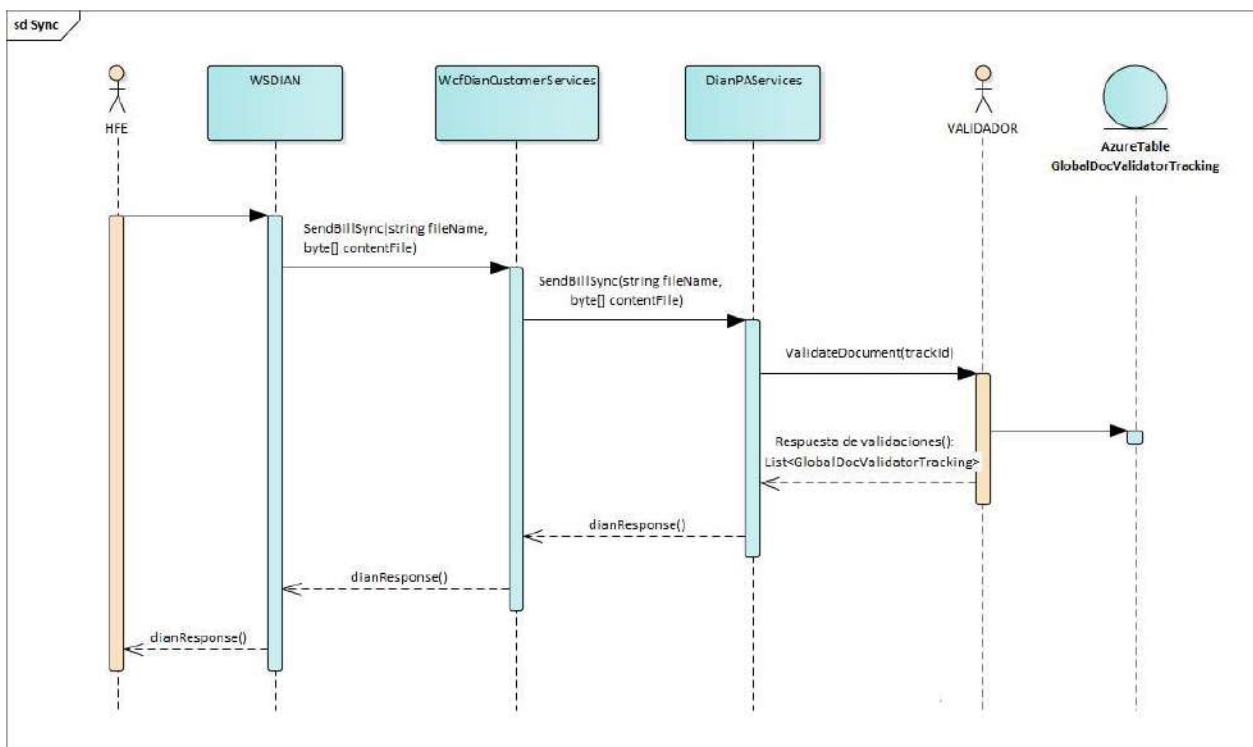 sd Sync
HFE
WSDIAN
WcfDianCustomerServices
DianPAServices
VALIDADOR
AzureTable
GlobalDocValidatorTracking
SendBillSync(string fileName,
byte[] contentFile)
SendBillSync(string fileName,
byte[] contentFile)
ValidateDocument(trackId)
Respuesta de validaciones():
List<GlobalDocValidatorTracking>
dianResponse()
dianResponse()
dianResponse()